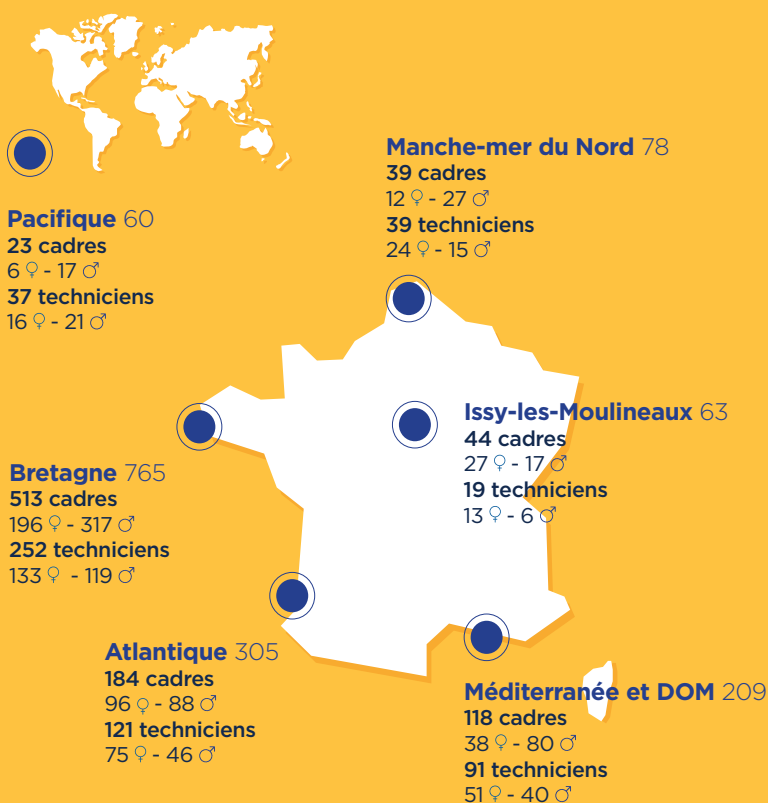 Manche-mer du Nord 78
39 cadres
12 ♀ - 27 ♂
39 techniciens
24 ♀ - 15 ♂
Pacifique 60
23 cadres
6 ♀ - 17 ♂
37 techniciens
16 ♀ - 21 ♂
Issy-les-Moulineaux 63
44 cadres
27 ♀ - 17 ♂
19 techniciens
13 ♀ - 6 ♂
Bretagne 765
513 cadres
196 ♀ - 317 ♂
252 techniciens
133 ♀ - 119 ♂
Atlantique 305
184 cadres
96 ♀ - 88 ♂
121 techniciens
75 ♀ - 46 ♂
Méditerranée et DOM 209
118 cadres
38 ♀ - 80 ♂
91 techniciens
51 ♀ - 40 ♂